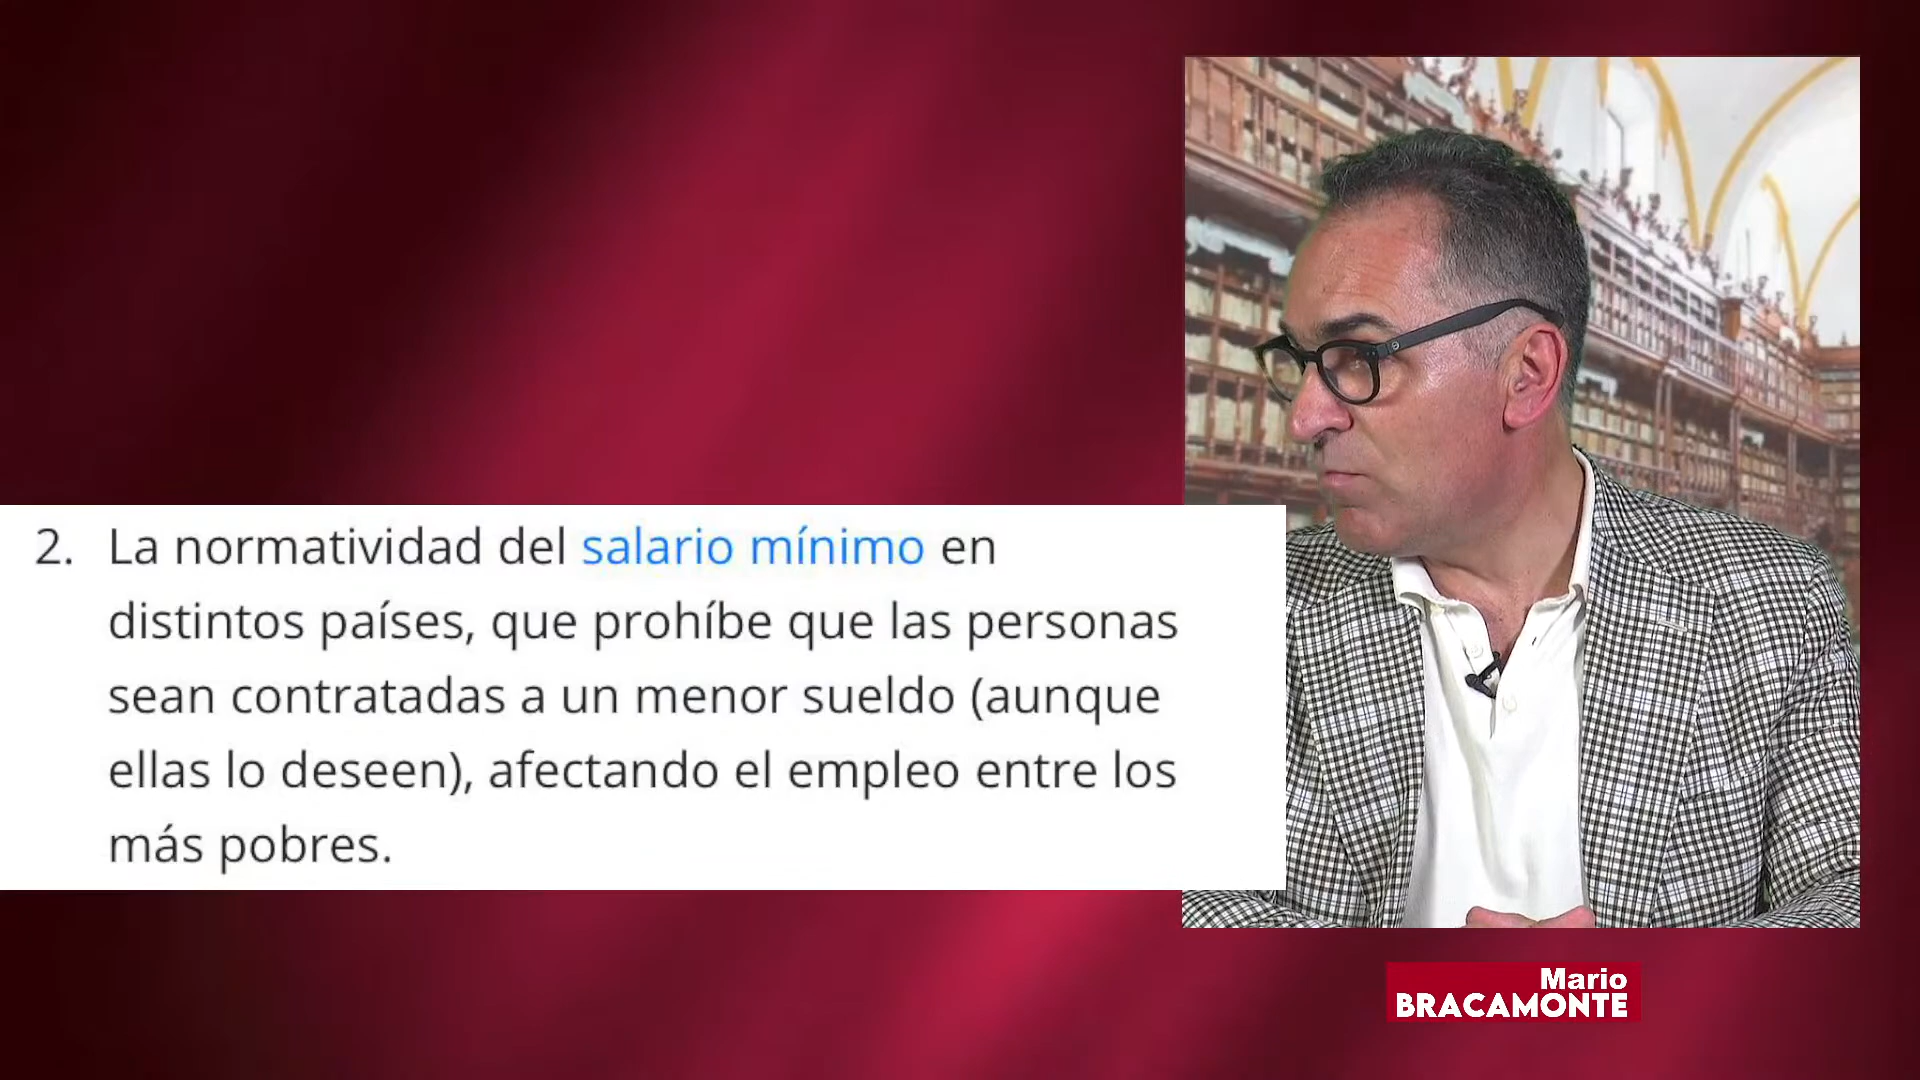 2. La normatividad del salario mínimo en
distintos países, que prohíbe que las personas
sean contratadas a un menor sueldo (aunque
ellas lo deseen), afectando el empleo entre los
más pobres.
Mario
BRACAMONTE